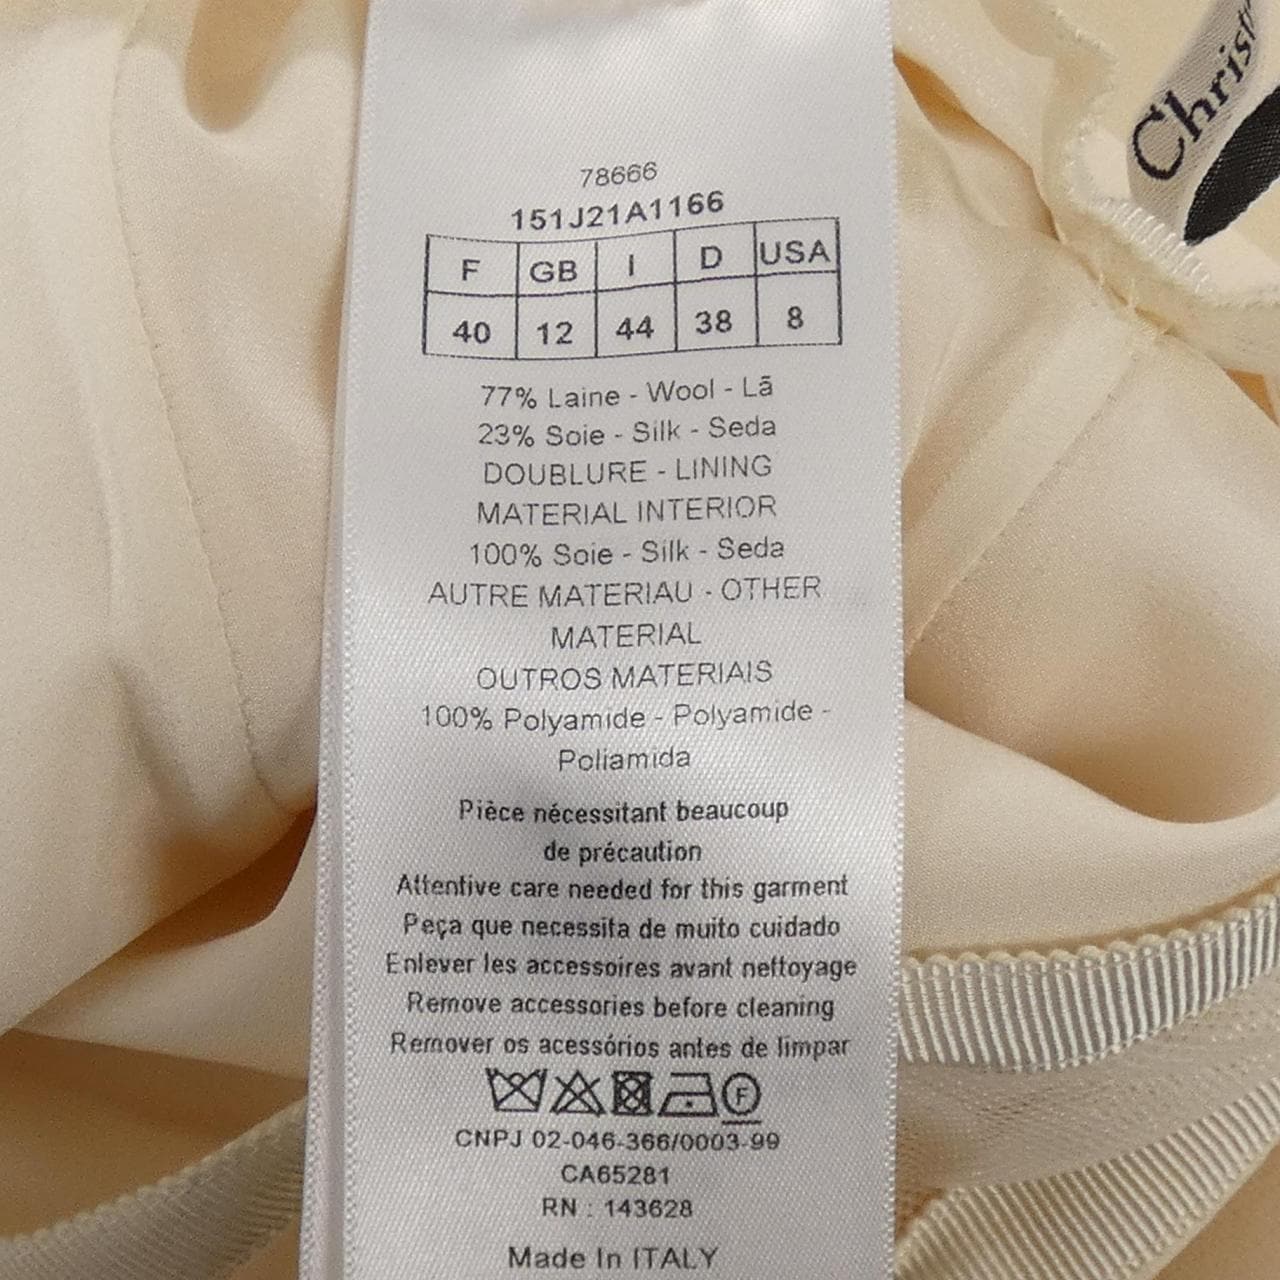 Christ
78666
151J21A1166
F GB I D USA
40 12 44 38 8
77% Laine - Wool - Lã
23% Soie - Silk - Seda
DOUBLURE - LINING
MATERIAL INTERIOR
100% Soie - Silk - Seda
AUTRE MATERIAU - OTHER
MATERIAL
OUTROS MATERIAIS
100% Polyamide - Polyamide -
Poliamida
Pièce nécessitant beaucoup
de précaution
Attentive care needed for this garment
Peça que necessita de muito cuidado
Enlever les accessoires avant nettoyage
Remove accessories before cleaning
Remover os acessórios antes de limpar
F
CNPJ 02-046-366/0003-99
CA65281
RN : 143628
Made In ITALY